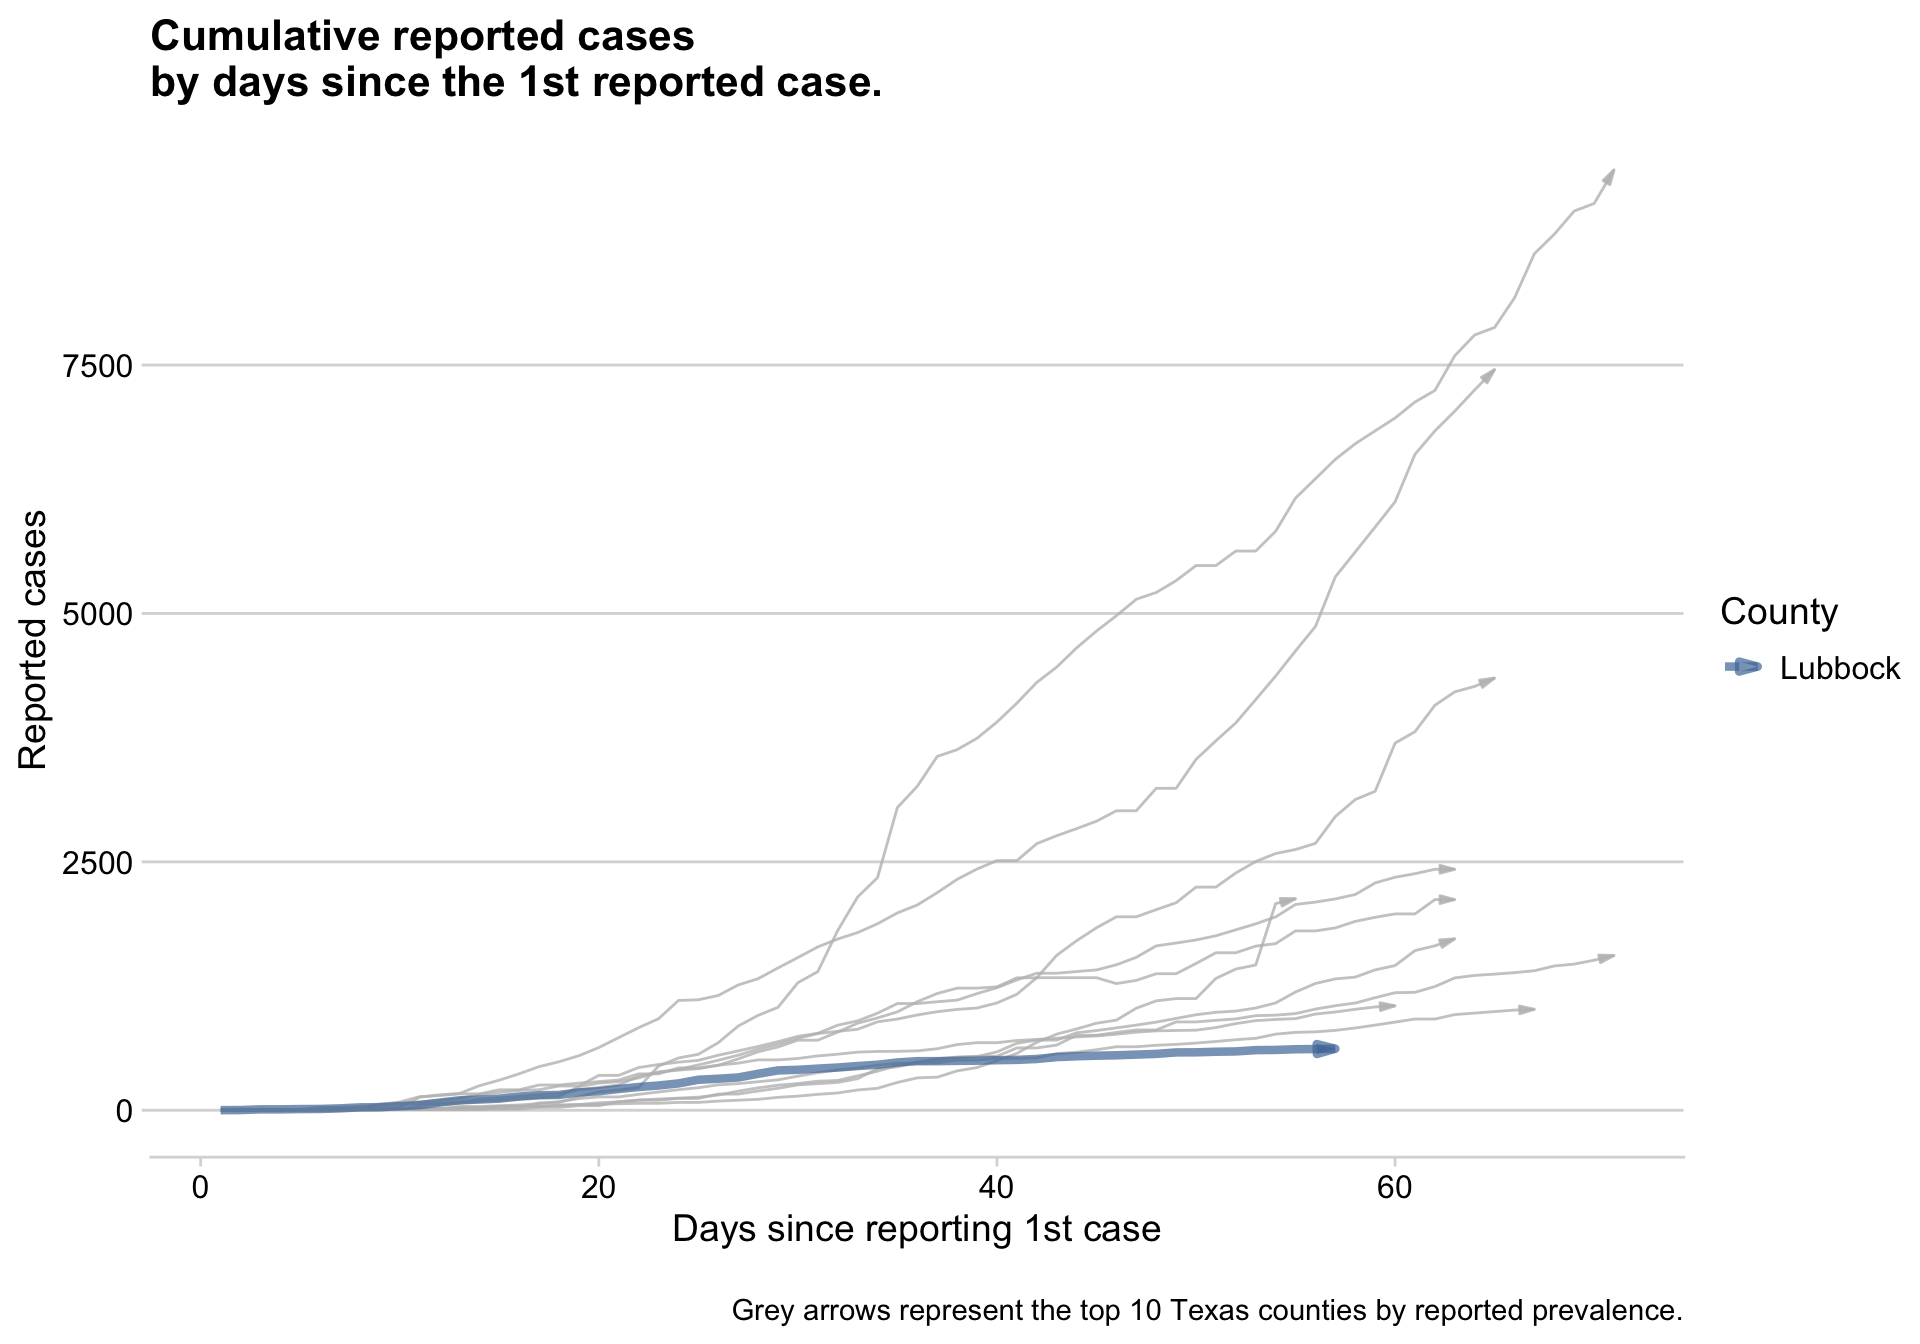 Cumulative reported cases
by days since the 1st reported case.
7500
5000
2500
0
Reported cases
0 20 40 60
Days since reporting 1st case
County
Lubbock
Grey arrows represent the top 10 Texas counties by reported prevalence.